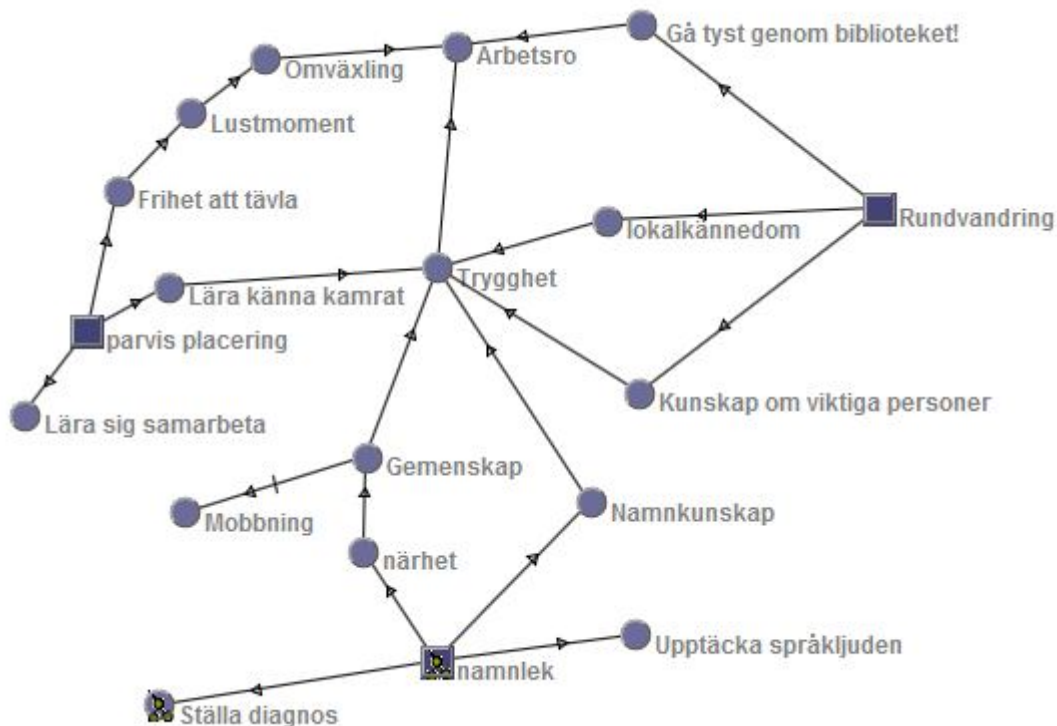 Gå tyst genom biblioteket!
Omväxling
Arbetsro
Lustmoment
Frihet att tävla
lokalkännedom
Rundvandring
Trygghet
Lära känna kamrat
parvis placering
Kunskap om viktiga personer
Lära sig samarbeta
Gemenskap
Namnkunskap
Mobbning
närhet
Upptäcka språkljuden
namnlek
Ställa diagnos